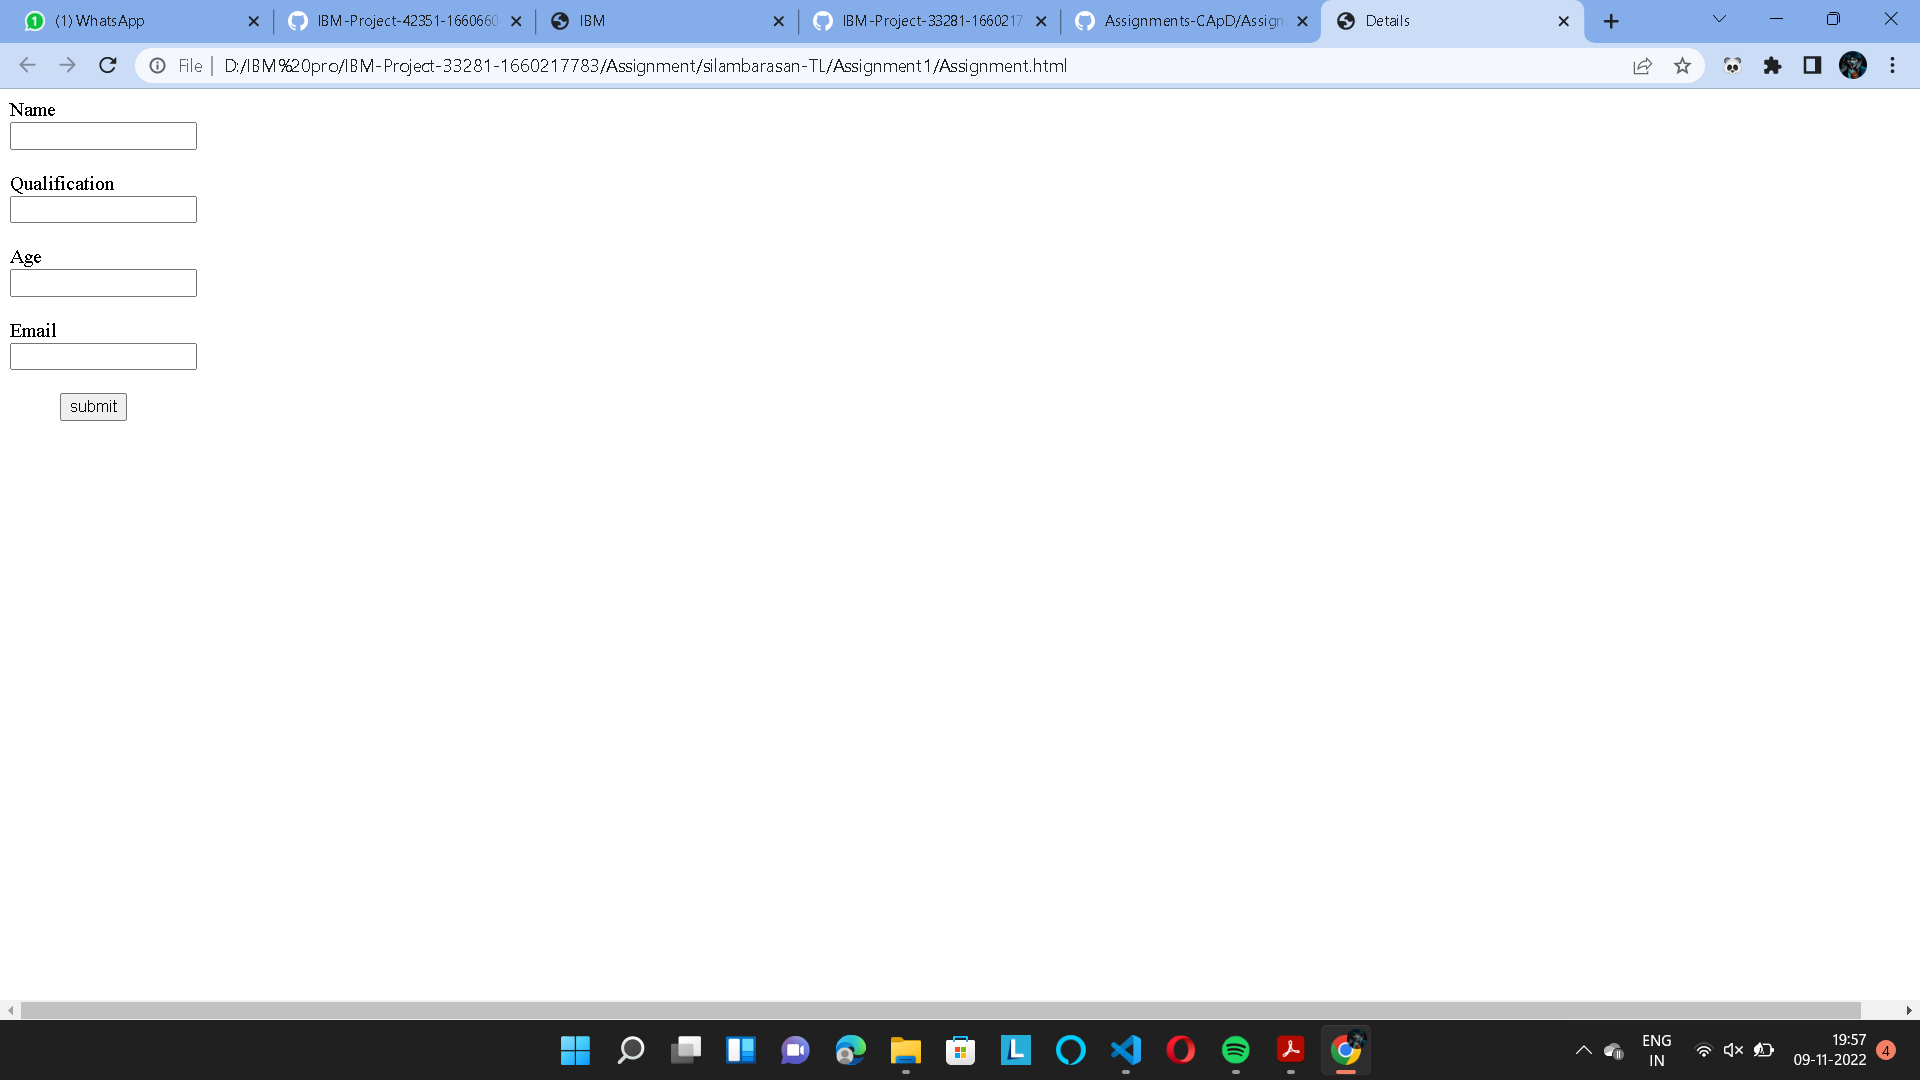 (1) WhatsApp
IBM-Project-42351-1660660
IBM
IBM-Project-33281-1660217
Assignments-CApD/Assign
Details
File
D:/IBM%20pro/IBM-Project-33281-1660217783/Assignment/silambarasan-TL/Assignment1/Assignment.html
Name
Qualification
Age
Email
submit
ENG
IN
19:57
09-11-2022
4